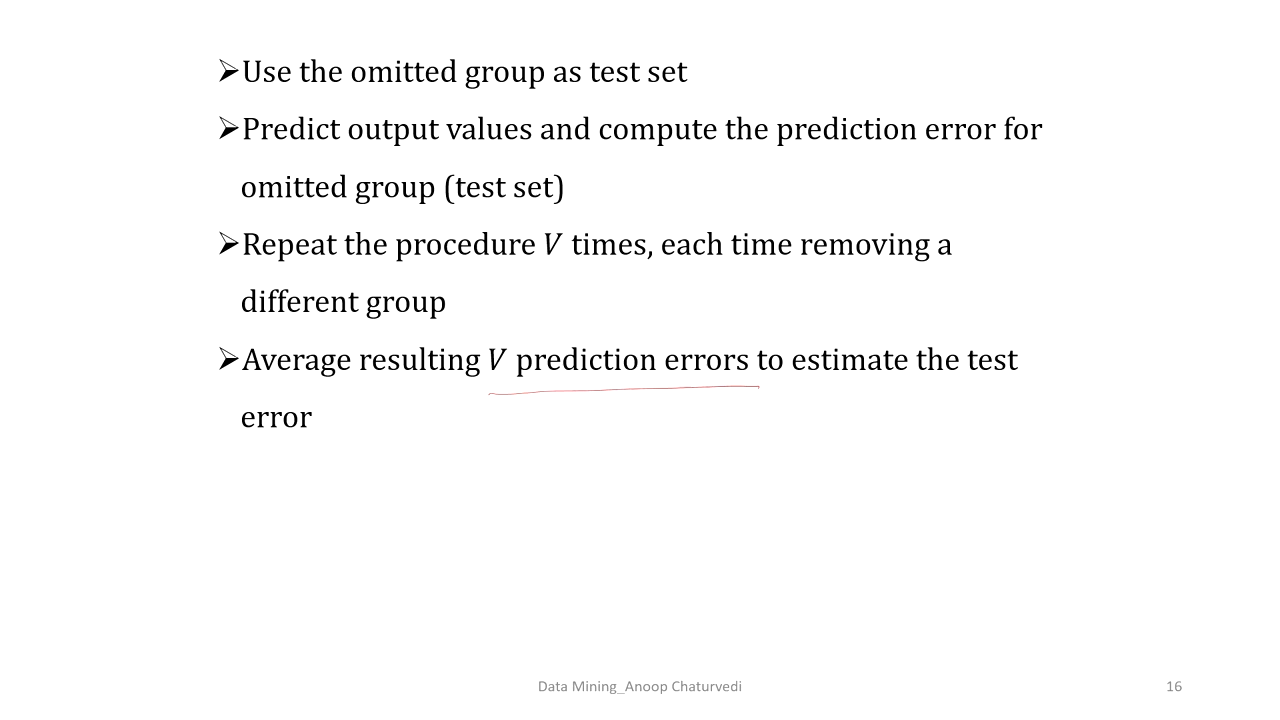 ➢Use the omitted group as test set
➢Predict output values and compute the prediction error for
omitted group (test set)
➢Repeat the procedure V times, each time removing a
different group
➢Average resulting V prediction errors to estimate the test
error
Data Mining_Anoop Chaturvedi
16